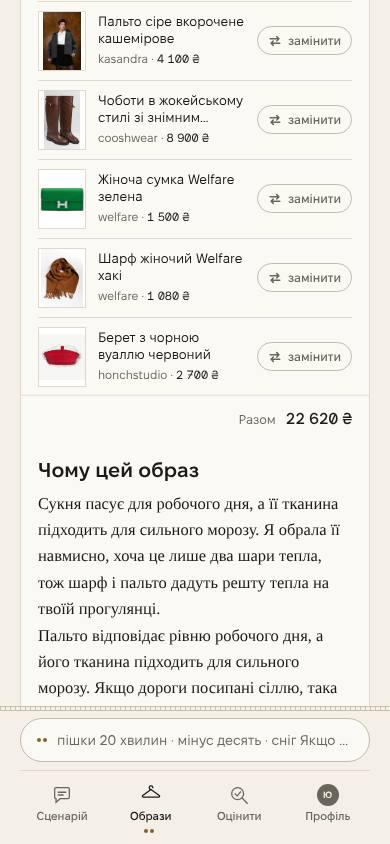 Пальто сіре вкорочене
кашемірове
kasandra · 4 100 ₴
замінити
Чоботи в жокейському
стилі зі знімним…
cooshwear · 8 900 ₴
замінити
Жіноча сумка Welfare
зелена
welfare · 1 500 ₴
замінити
Шарф жіночий Welfare
хакі
welfare · 1 080 ₴
замінити
Берет з чорною
вуаллю червоний
honchstudio · 2 700 ₴
замінити
Разом 22 620 ₴
Чому цей образ
Сукня пасує для робочого дня, а її тканина
підходить для сильного морозу. Я обрала її
навмисно, хоча це лише два шари тепла,
тож шарф і пальто дадуть решту тепла на
твоїй прогулянці.
Пальто відповідає рівню робочого дня, а
його тканина підходить для сильного
морозу. Якщо дороги посипані сіллю, така
пішки 20 хвилин · мінус десять · сніг Якщо ...
Сценарій
Образи
Оцінити
Ю
Профіль